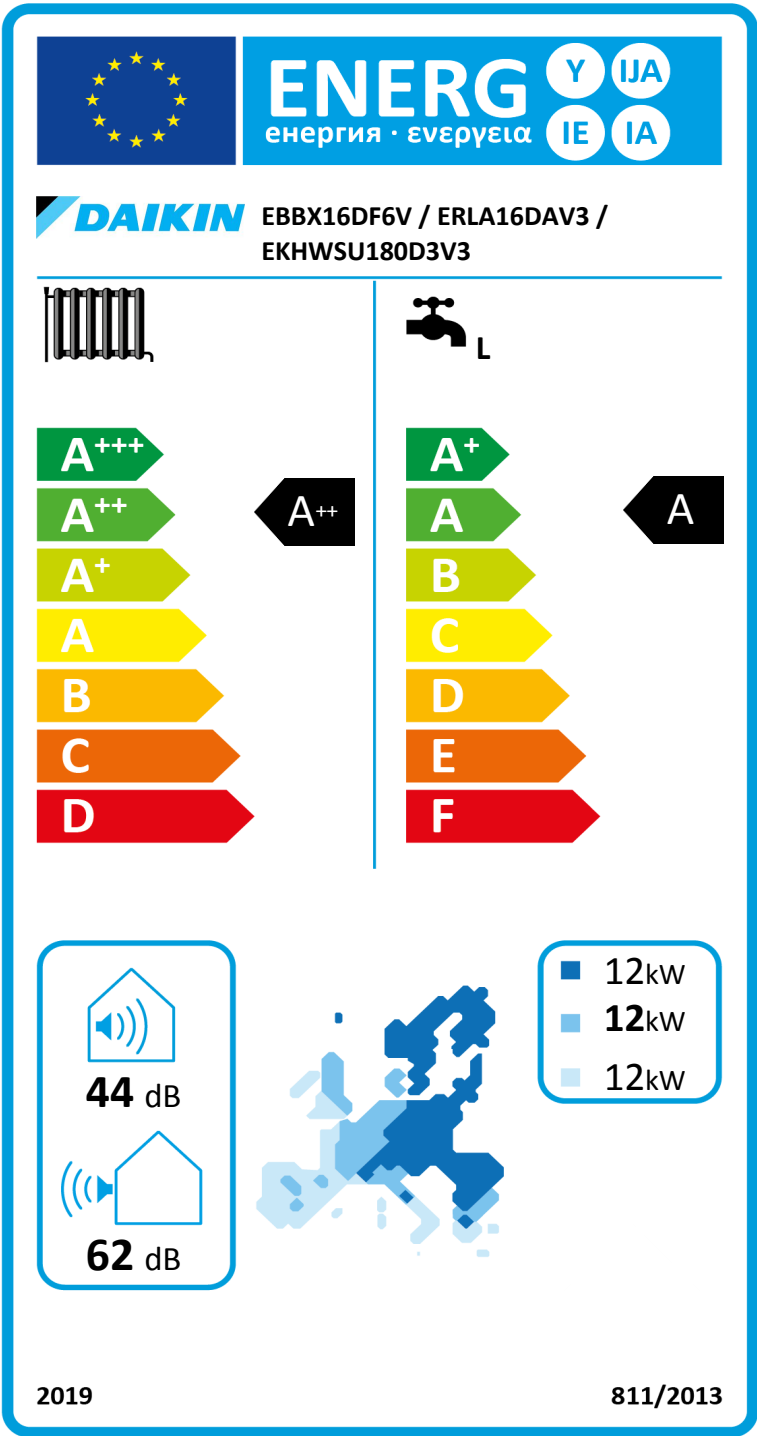 ENERG Y IJA
енергия · ενεργεια IE IA
DAIKIN EBBX16DF6V / ERLA16DAV3 /
EKHWSU180D3V3
L
A+++ A+
A++ A++ A A
A+ B
A C
B D
C E
D F
12kW
12kW
12kW
44 dB
62 dB
2019 811/2013